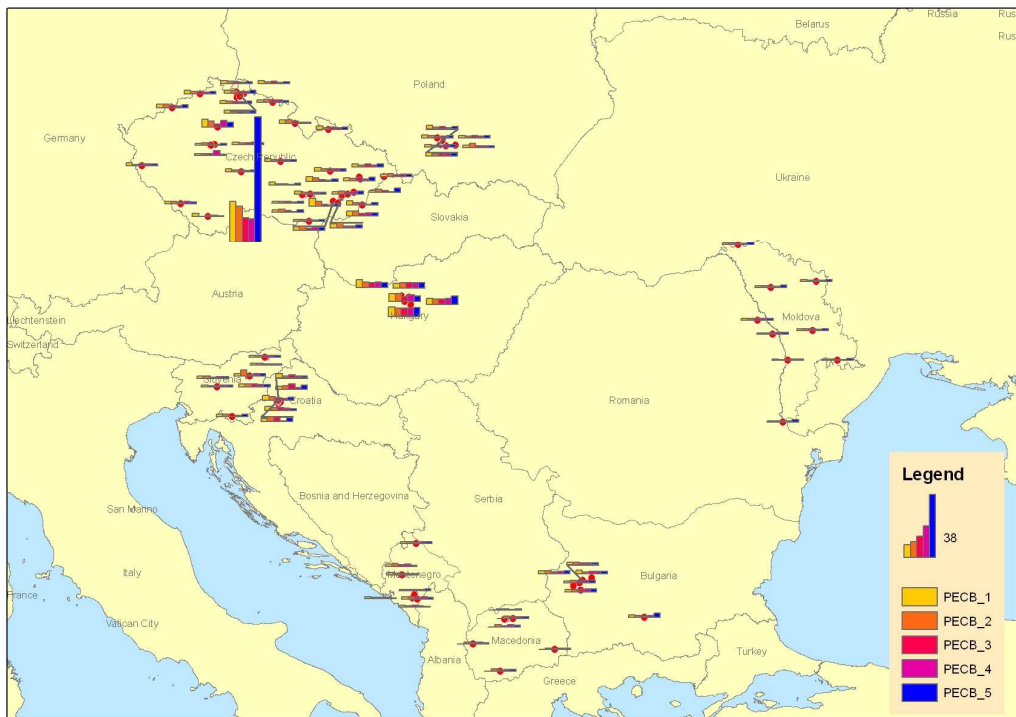 Belarus
Russia
Rus
Rus
Poland
Germany
Czech Republic
Ukraine
Slovakia
Austria
Liechtenstein
Switzerland
Hungary
Moldova
Slovenia
Croatia
Romania
Bosnia and Herzegovina
Serbia
San Marino
Italy
Montenegro
Bulgaria
France
Vatican City
Macedonia
Albania
Turkey
Greece
Legend
38
PECB_1
PECB_2
PECB_3
PECB_4
PECB_5